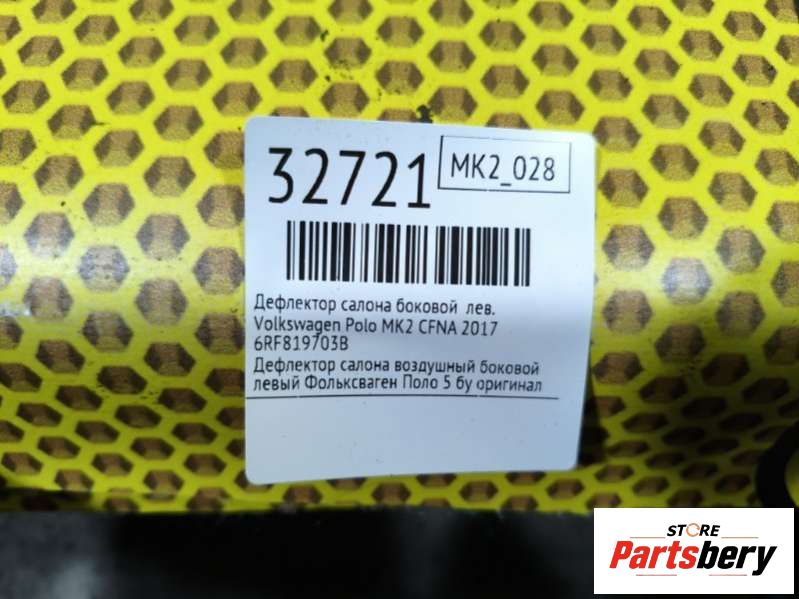 32721
MK2_028
Дефлектор салона боковой лев.
Volkswagen Polo MK2 CFNA 2017
6RF819703B
Дефлектор салона воздушный боковой
левый Фольксваген Поло 5 бу оригинал
STORE
Partsbery